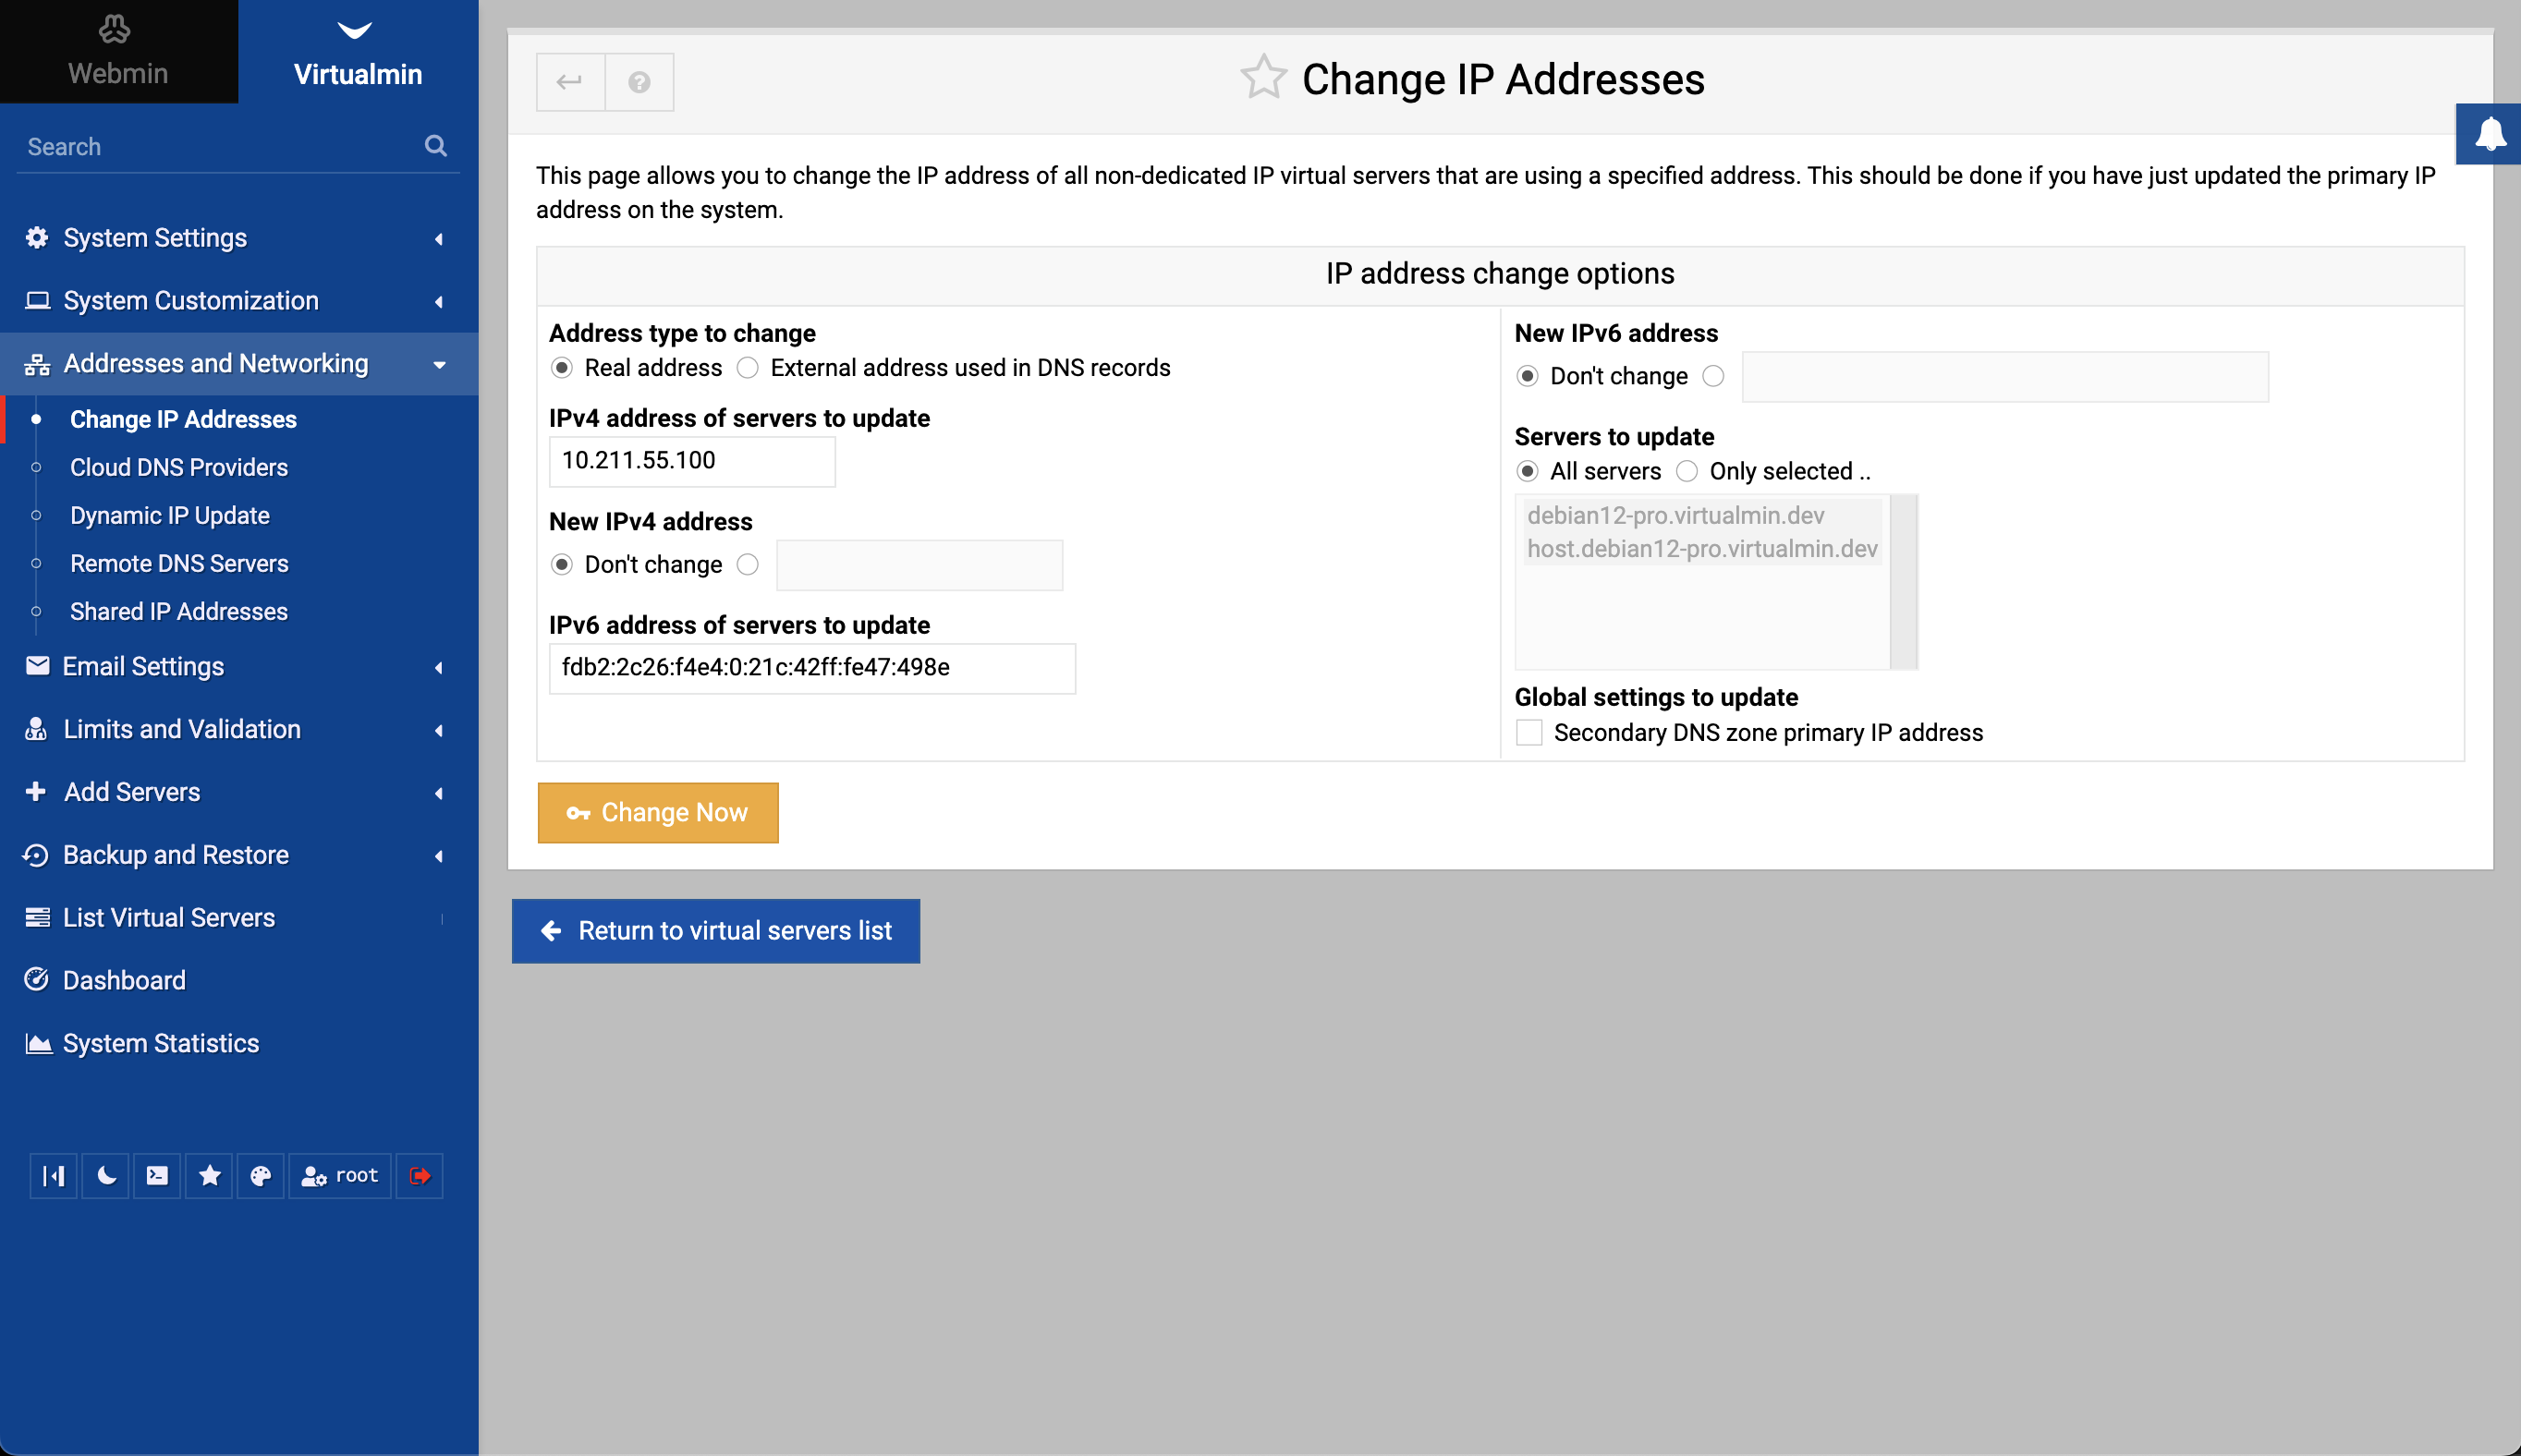 Webmin
Virtualmin
Search
System Settings
System Customization
Addresses and Networking
Change IP Addresses
Cloud DNS Providers
Dynamic IP Update
Remote DNS Servers
Shared IP Addresses
Email Settings
Limits and Validation
Add Servers
Backup and Restore
List Virtual Servers
Dashboard
System Statistics
root
Change IP Addresses
This page allows you to change the IP address of all non-dedicated IP virtual servers that are using a specified address. This should be done if you have just updated the primary IP
address on the system.
IP address change options
Address type to change
Real address External address used in DNS records
IPv4 address of servers to update
10.211.55.100
New IPv4 address
Don't change
IPv6 address of servers to update
fdb2:2c26:f4e4:0:21c:42ff:fe47:498e
New IPv6 address
Don't change
Servers to update
All servers Only selected ..
debian12-pro.virtualmin.dev
host.debian12-pro.virtualmin.dev
Global settings to update
Secondary DNS zone primary IP address
Change Now
Return to virtual servers list